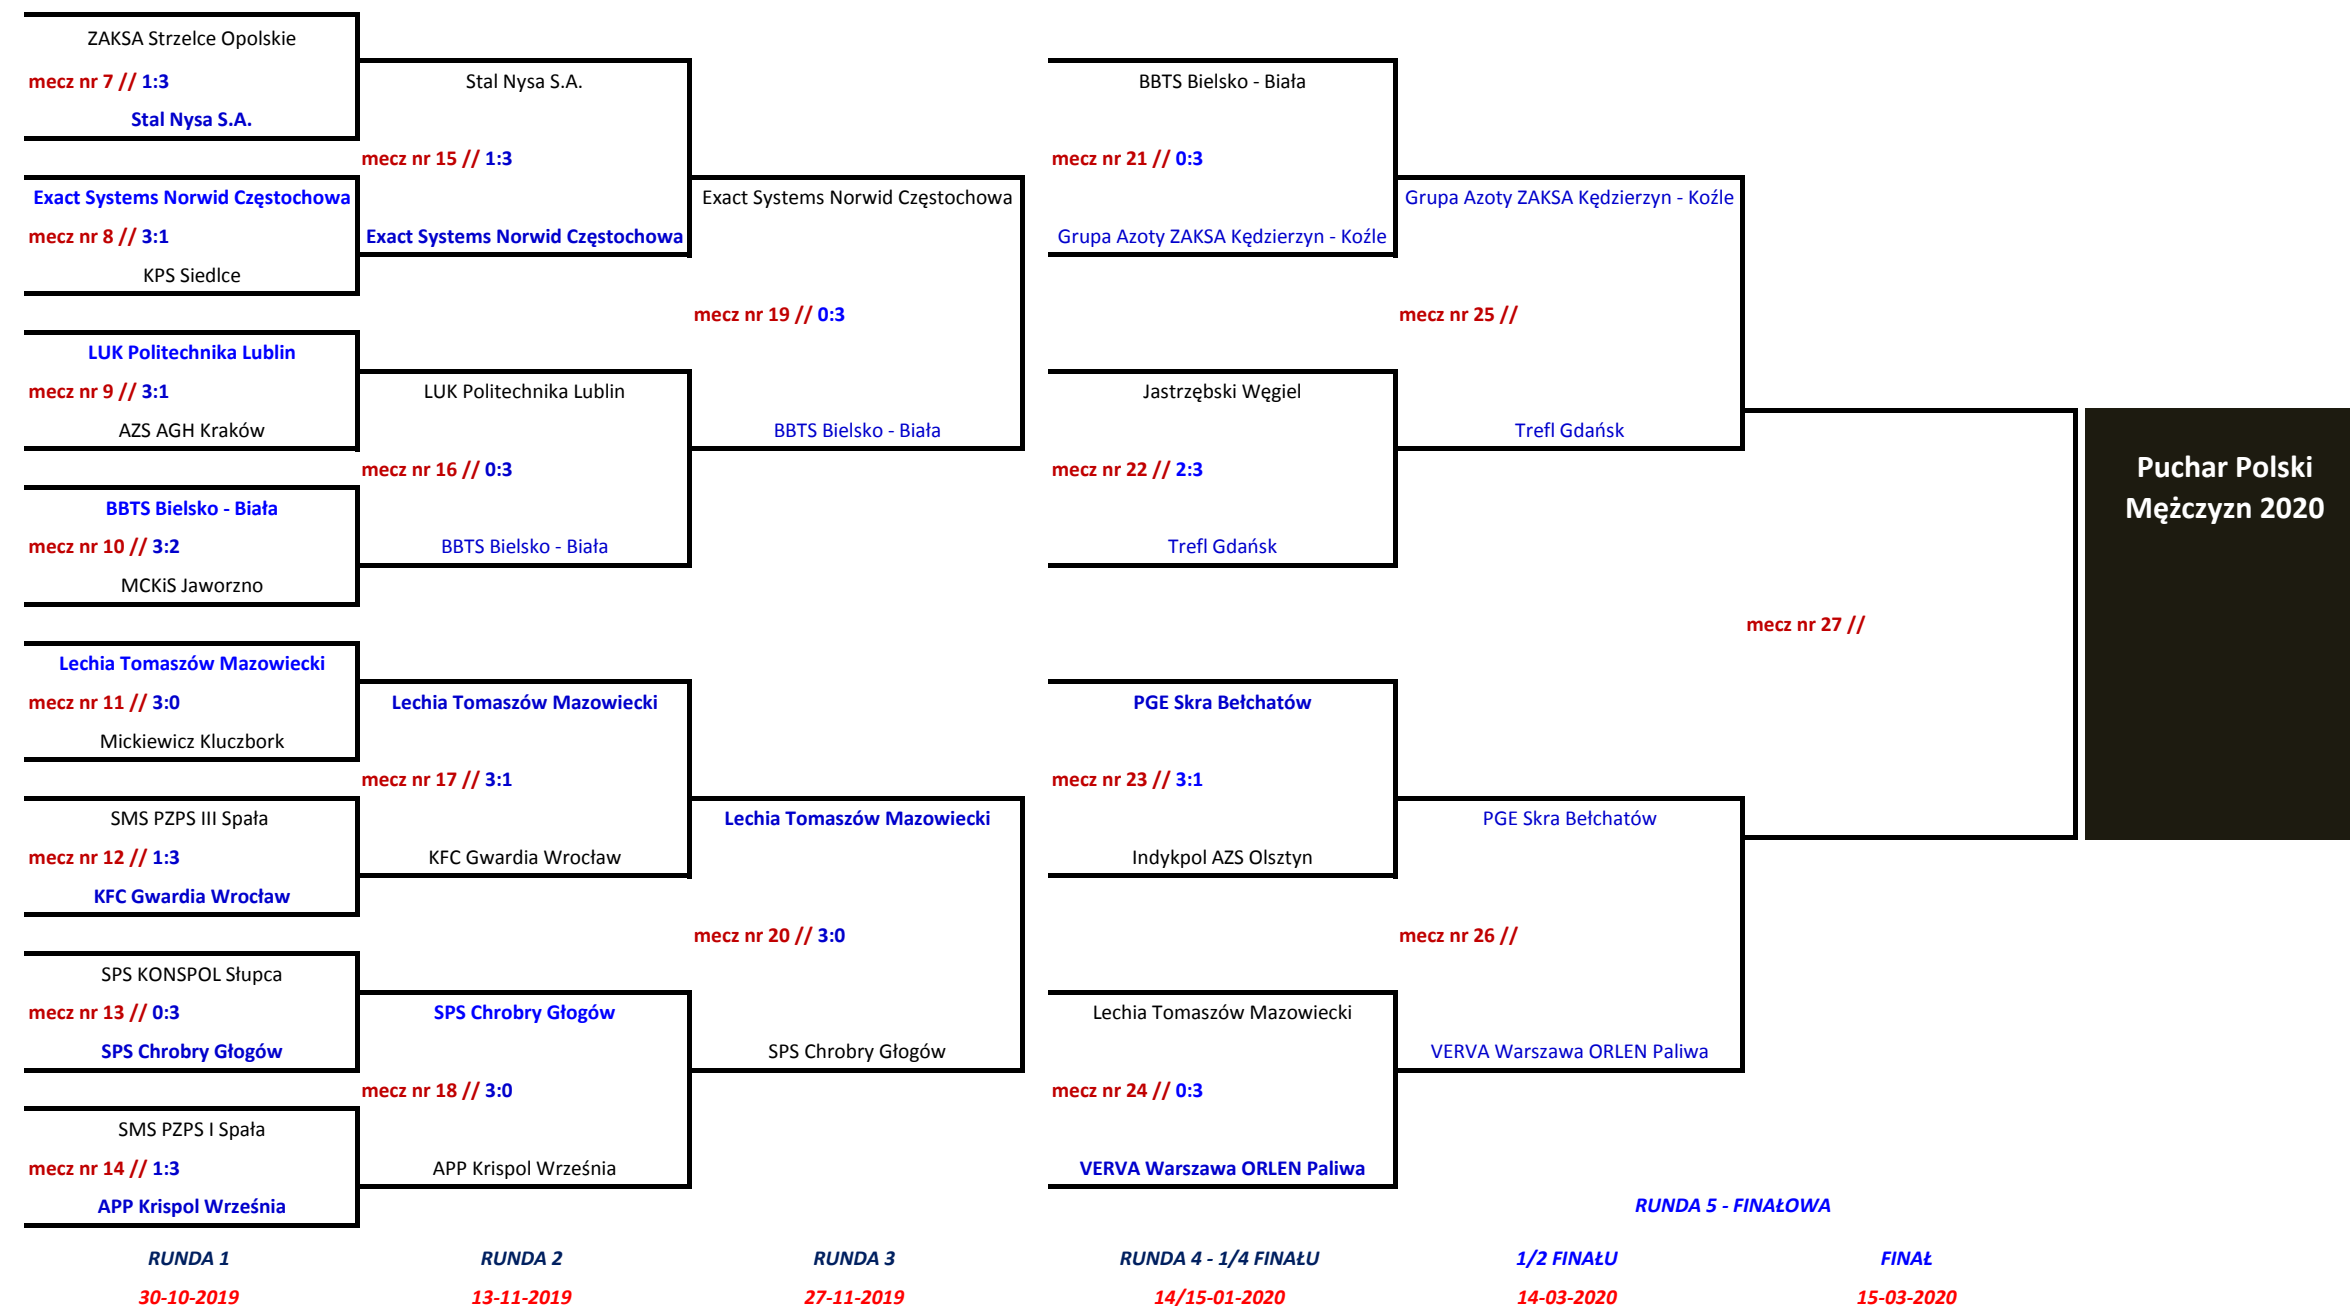 ZAKSA Strzelce Opolskie
mecz nr 7 // 1:3
Stal Nysa S.A.
Exact Systems Norwid Częstochowa
mecz nr 8 // 3:1
KPS Siedlce
LUK Politechnika Lublin
mecz nr 9 // 3:1
AZS AGH Kraków
BBTS Bielsko - Biała
mecz nr 10 // 3:2
MCKiS Jaworzno
Lechia Tomaszów Mazowiecki
mecz nr 11 // 3:0
Mickiewicz Kluczbork
SMS PZPS III Spała
mecz nr 12 // 1:3
KFC Gwardia Wrocław
SPS KONSPOL Słupca
mecz nr 13 // 0:3
SPS Chrobry Głogów
SMS PZPS I Spała
mecz nr 14 // 1:3
APP Krispol Września
RUNDA 1
30-10-2019
Stal Nysa S.A.
mecz nr 15 // 1:3
Exact Systems Norwid Częstochowa
LUK Politechnika Lublin
mecz nr 16 // 0:3
BBTS Bielsko - Biała
Lechia Tomaszów Mazowiecki
mecz nr 17 // 3:1
KFC Gwardia Wrocław
SPS Chrobry Głogów
mecz nr 18 // 3:0
APP Krispol Września
RUNDA 2
13-11-2019
Exact Systems Norwid Częstochowa
mecz nr 19 // 0:3
BBTS Bielsko - Biała
Lechia Tomaszów Mazowiecki
mecz nr 20 // 3:0
SPS Chrobry Głogów
RUNDA 3
27-11-2019
BBTS Bielsko - Biała
mecz nr 21 // 0:3
Grupa Azoty ZAKSA Kędzierzyn - Koźle
Jastrzębski Węgiel
mecz nr 22 // 2:3
Trefl Gdańsk
PGE Skra Bełchatów
mecz nr 23 // 3:1
Indykpol AZS Olsztyn
Lechia Tomaszów Mazowiecki
mecz nr 24 // 0:3
VERVA Warszawa ORLEN Paliwa
RUNDA 4 - 1/4 FINAŁU
14/15-01-2020
Grupa Azoty ZAKSA Kędzierzyn - Koźle
mecz nr 25 //
Trefl Gdańsk
PGE Skra Bełchatów
mecz nr 26 //
VERVA Warszawa ORLEN Paliwa
RUNDA 5 - FINAŁOWA
1/2 FINAŁU
14-03-2020
mecz nr 27 //
FINAŁ
15-03-2020
Puchar Polski
Mężczyzn 2020